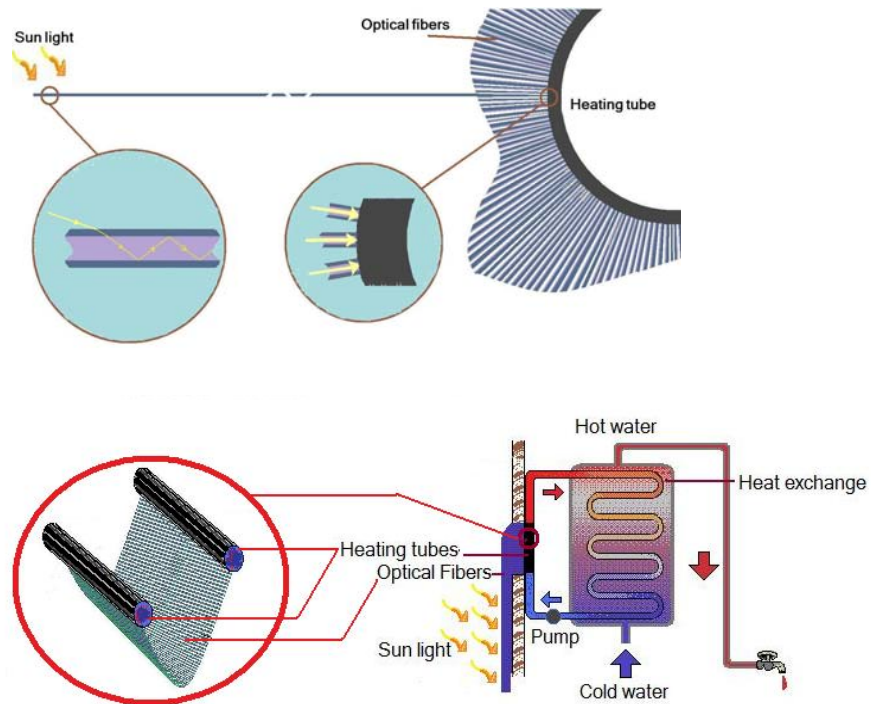 Sun light
Optical fibers
Heating tube
Hot water
Heat exchange
Heating tubes
Optical Fibers
Sun light
Pump
Cold water